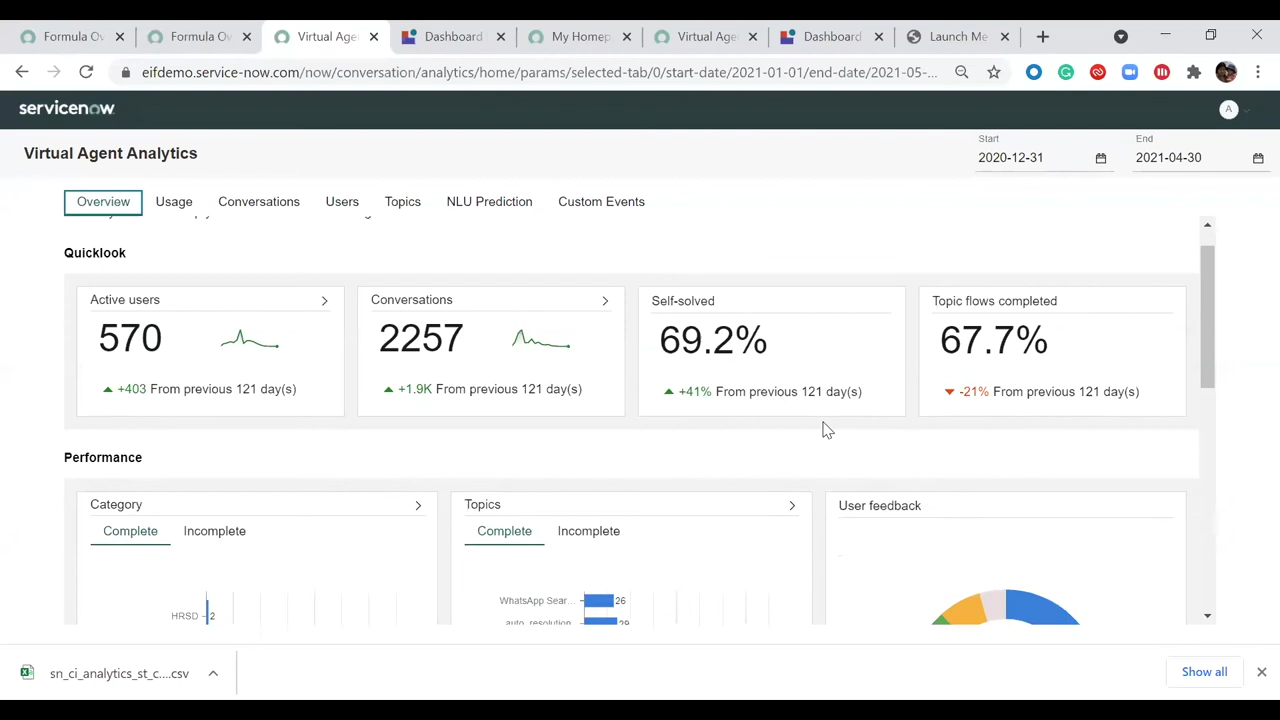 Formula Ov
Formula Ov
Virtual Age
Dashboard
My Homep
Virtual Age
Dashboard
Launch Me
eifdemo.service-now.com/now/conversation/analytics/home/params/selected-tab/0/start-date/2021-01-01/end-date/2021-05-...
servicenow
A
Virtual Agent Analytics
Start
2020-12-31
End
2021-04-30
Overview
Usage
Conversations
Users
Topics
NLU Prediction
Custom Events
Quicklook
Active users
570
+403 From previous 121 day(s)
Conversations
2257
+1.9K From previous 121 day(s)
Self-solved
69.2%
+41% From previous 121 day(s)
Topic flows completed
67.7%
-21% From previous 121 day(s)
Performance
Category
Complete
Incomplete
HRSD
2
Topics
Complete
Incomplete
WhatsApp Sear...
26
auto_resolution
29
User feedback
sn_ci_analytics_st_c....csv
Show all